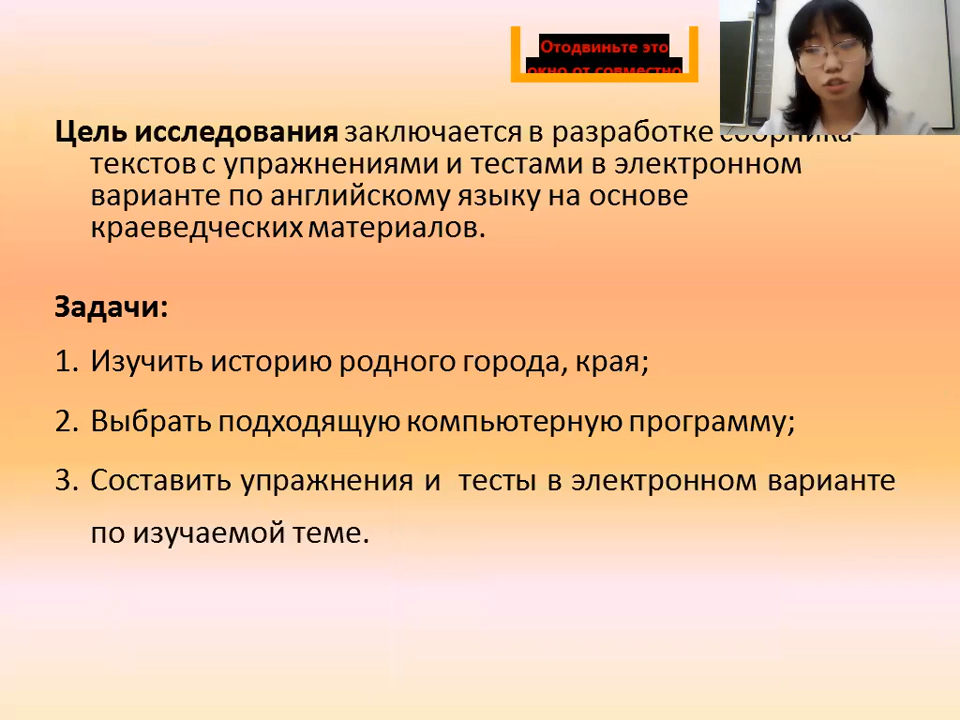 Отодвиньте это
окно от совместно
Цель исследования заключается в разработке сборника
текстов с упражнениями и тестами в электронном
варианте по английскому языку на основе
краеведческих материалов.
Задачи:
1. Изучить историю родного города, края;
2. Выбрать подходящую компьютерную программу;
3. Составить упражнения и тесты в электронном варианте
по изучаемой теме.